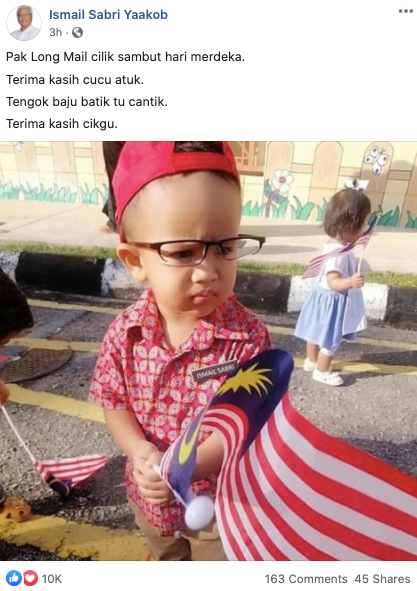 Ismail Sabri Yaakob
3h ·
Pak Long Mail cilik sambut hari merdeka.
Terima kasih cucu atuk.
Tengok baju batik tu cantik.
Terima kasih cikgu.
ISMAIL SABRI
10K
163 Comments 45 Shares